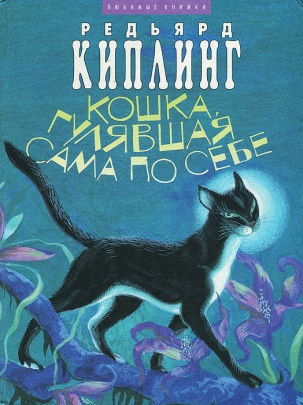 ЛЮБИМЫЕ КНИЖКИ
РЕДЬЯРД
КИПЛИНГ
КОШКА,
ГУЛЯВШАЯ
САМА ПО СЕБЕ